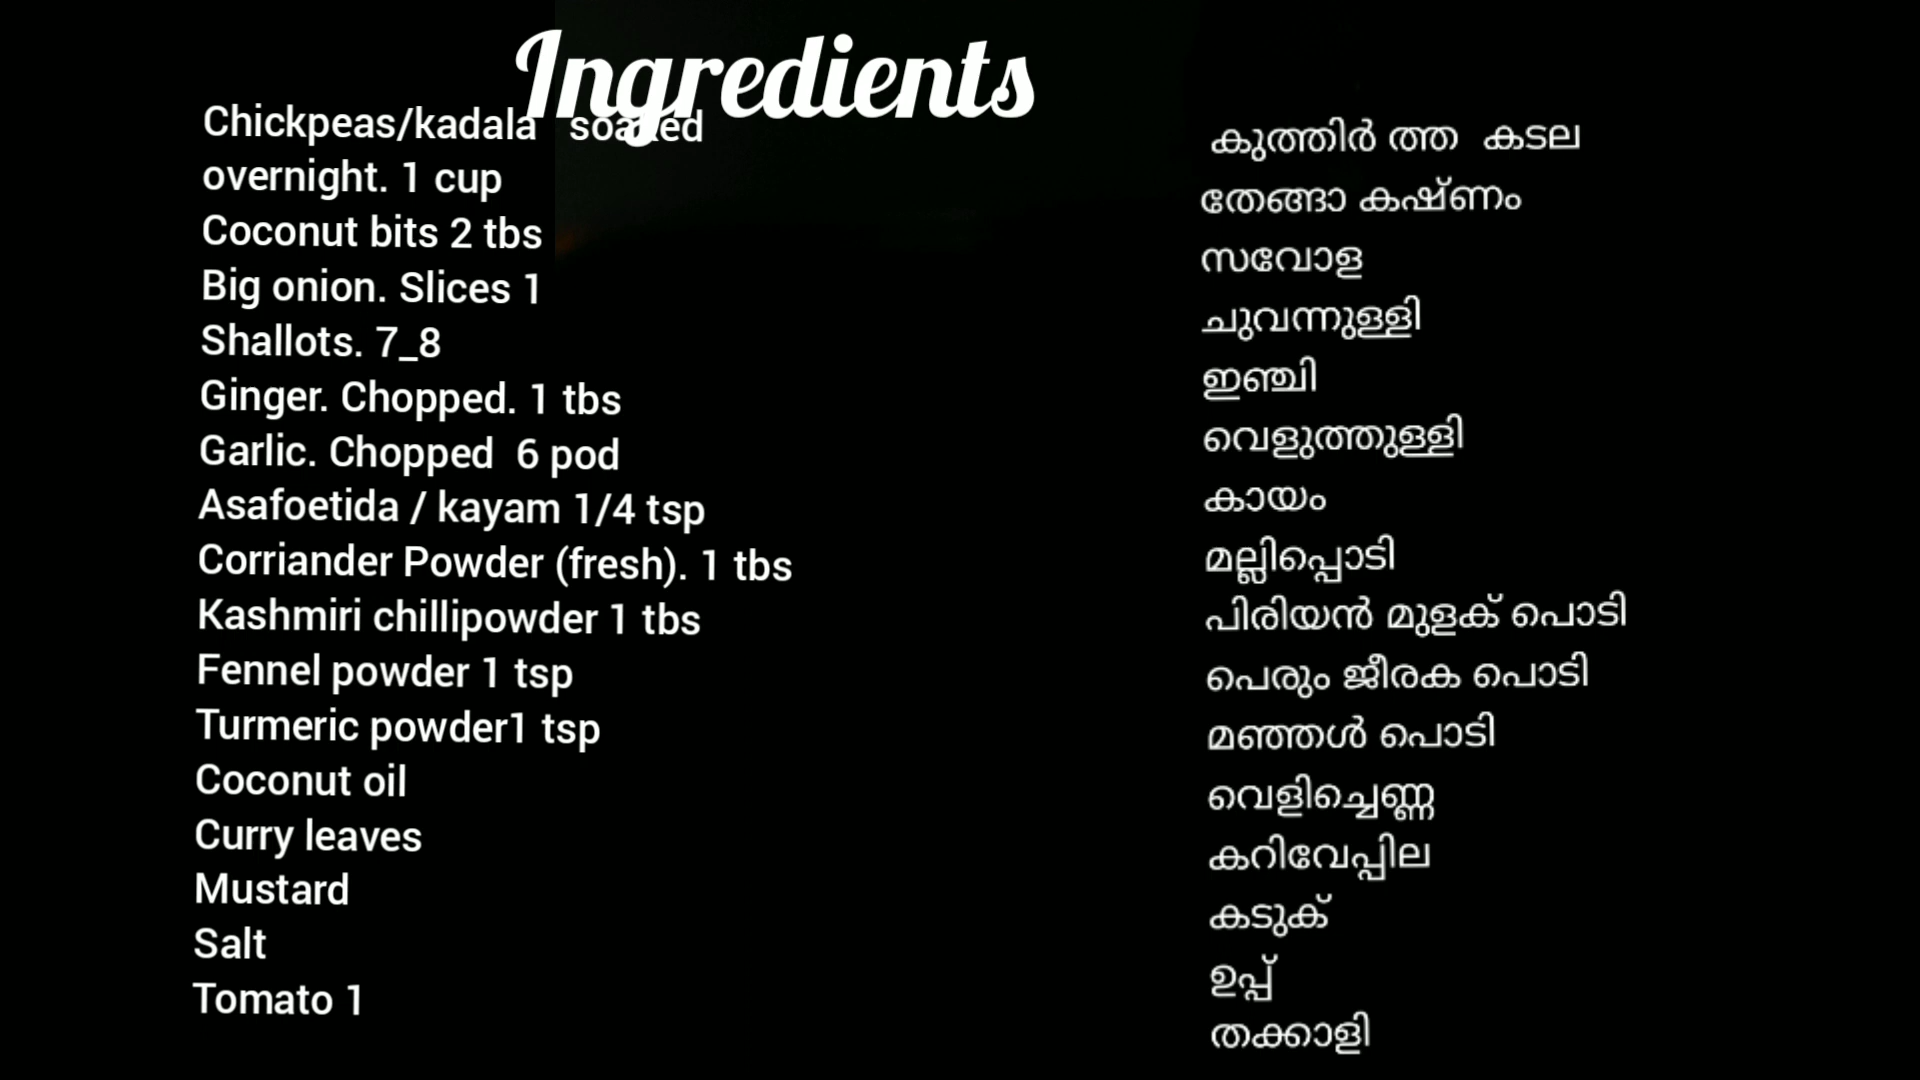 Ingredients
Chickpeas/kadala soaked
overnight. 1 cup
Coconut bits 2 tbs
Big onion. Slices 1
Shallots. 7_8
Ginger. Chopped. 1 tbs
Garlic. Chopped 6 pod
Asafoetida / kayam 1/4 tsp
Corriander Powder (fresh). 1 tbs
Kashmiri chillipowder 1 tbs
Fennel powder 1 tsp
Turmeric powder1 tsp
Coconut oil
Curry leaves
Mustard
Salt
Tomato 1
കുത്തിർ ത്ത കടല
തേങ്ങാ കഷ്ണം
സവോള
ചുവന്നുള്ളി
ഇഞ്ചി
വെളുത്തുള്ളി
കായം
മല്ലിപ്പൊടി
പിരിയൻ മുളക് പൊടി
പെരും ജീരക പൊടി
മഞ്ഞൾ പൊടി
വെളിച്ചെണ്ണ
കറിവേപ്പില
കടുക്
ഉപ്പ്
തക്കാളി